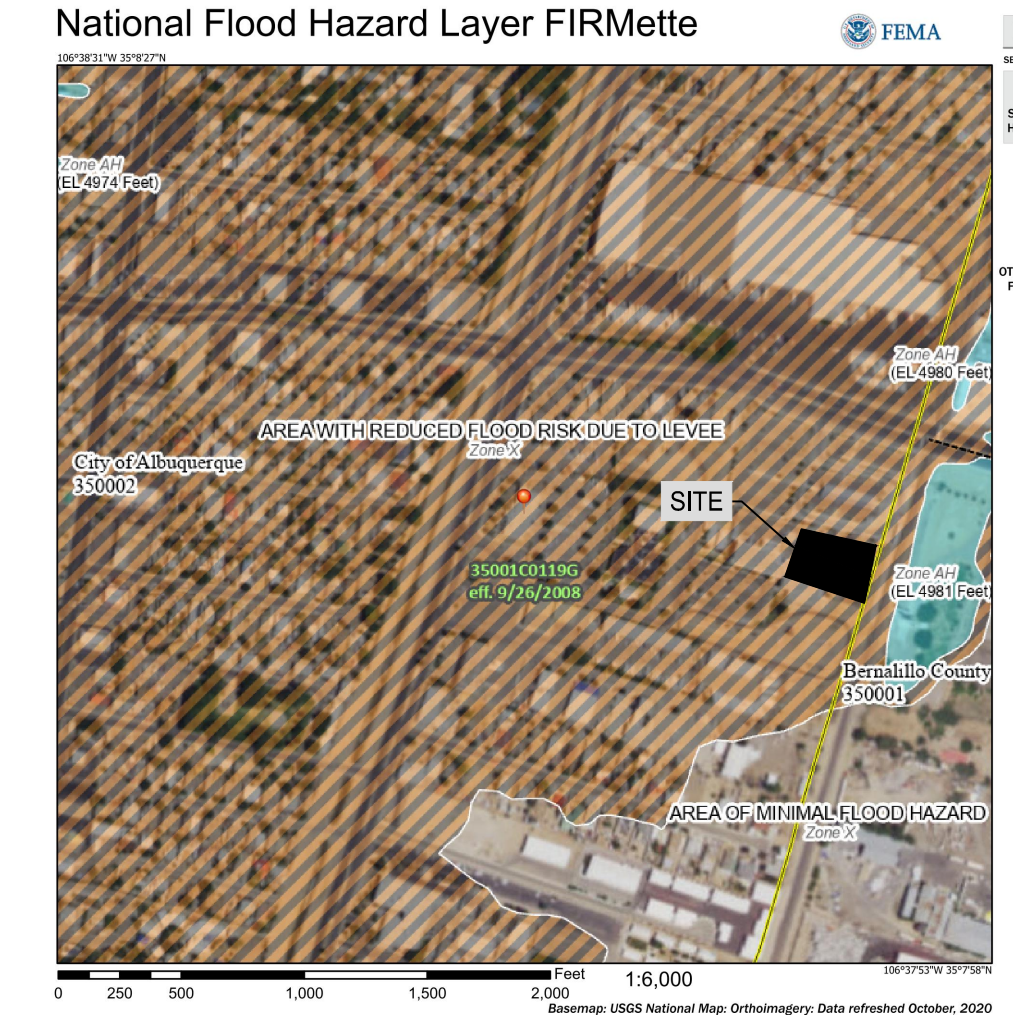 National Flood Hazard Layer FIRMette
FEMA
106°38'31"W 35°8'27"N
SE
S
H
Zone AH
(EL 4974 Feet)
OT
F
Zone AH
(EL 4980 Feet)
AREA WITH REDUCED FLOOD RISK DUE TO LEVEE
Zone X
City of Albuquerque
350002
SITE
35001C0119G
eff. 9/26/2008
Zone AH
(EL 4981 Feet)
Bernalillo County
350001
AREA OF MINIMAL FLOOD HAZARD
Zone X
Feet
1:6,000
106°37'53"W 35°7'58"N
0 250 500 1,000 1,500 2,000
Basemap: USGS National Map: Orthoimagery: Data refreshed October, 2020